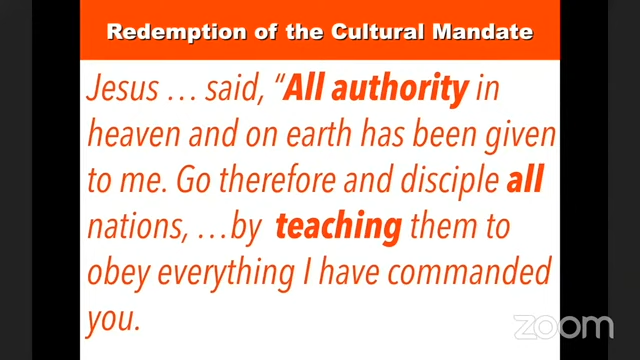 Redemption of the Cultural Mandate
Jesus … said, “All authority in
heaven and on earth has been given
to me. Go therefore and disciple all
nations, …by teaching them to
obey everything I have commanded
you.
zoom